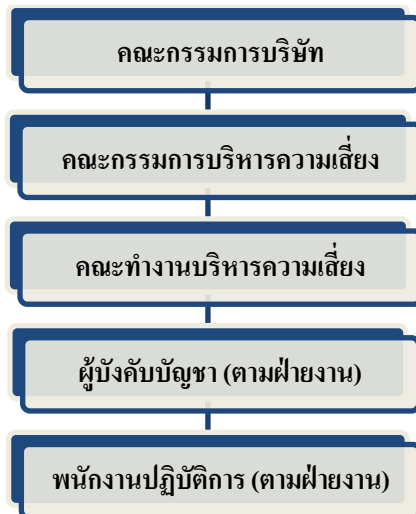 คณะกรรมการบริษัท
คณะกรรมการบริหารความเสี่ยง
คณะทำงานบริหารความเสี่ยง
ผู้บังคับบัญชา (ตามฝ่ายงาน)
พนักงานปฏิบัติการ (ตามฝ่ายงาน)